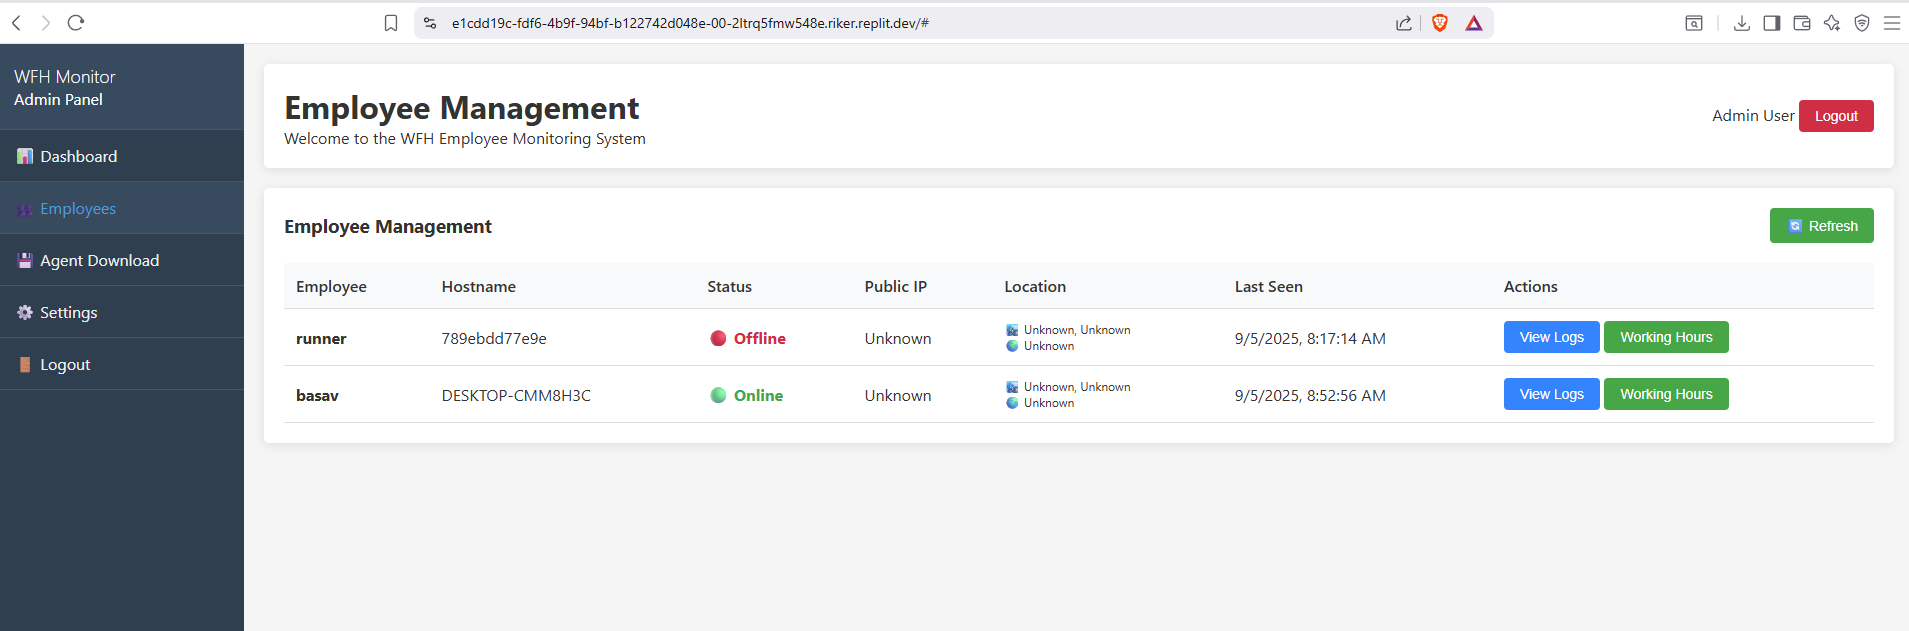 e1cdd19c-fdf6-4b9f-94bf-b122742d048e-00-2ltrq5fmw548e.riker.replit.dev/#
WFH Monitor
Admin Panel
Dashboard
Employees
Agent Download
Settings
Logout
Employee Management
Welcome to the WFH Employee Monitoring System
Admin User Logout
Employee Management
Refresh
Employee Hostname Status Public IP Location Last Seen Actions
runner 789ebdd77e9e Offline Unknown Unknown, Unknown Unknown 9/5/2025, 8:17:14 AM View Logs Working Hours
basav DESKTOP-CMM8H3C Online Unknown Unknown, Unknown Unknown 9/5/2025, 8:52:56 AM View Logs Working Hours